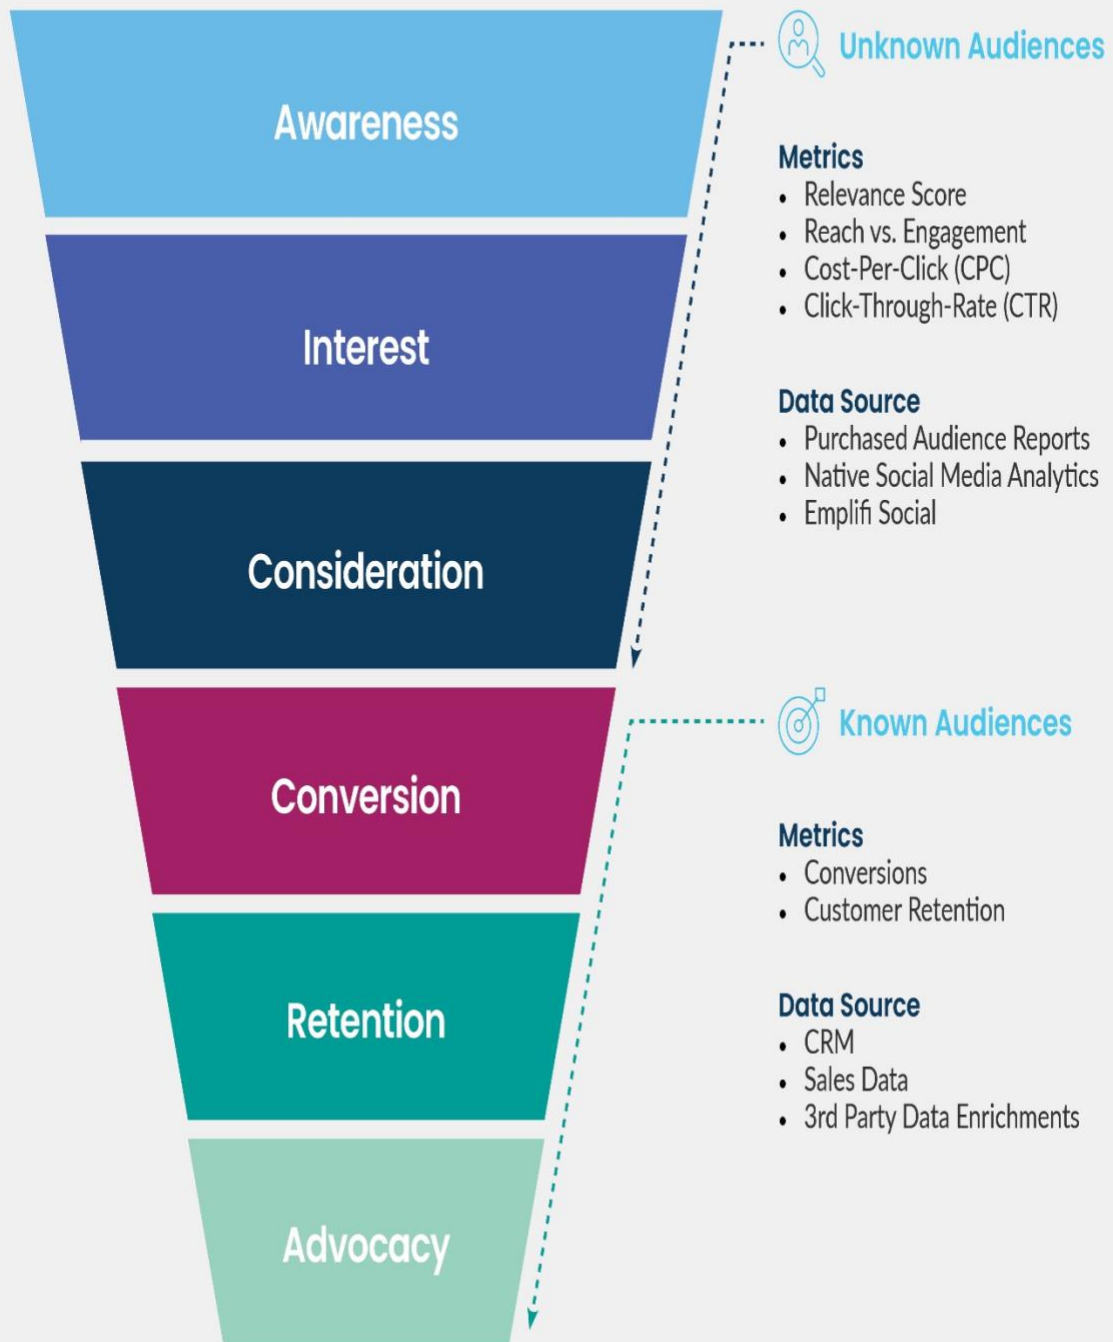 Awareness
Interest
Consideration
Conversion
Retention
Advocacy
Unknown Audiences
Metrics
• Relevance Score
• Reach vs. Engagement
• Cost-Per-Click (CPC)
• Click-Through-Rate (CTR)
Data Source
• Purchased Audience Reports
• Native Social Media Analytics
• Emplifi Social
Known Audiences
Metrics
• Conversions
• Customer Retention
Data Source
• CRM
• Sales Data
• 3rd Party Data Enrichments